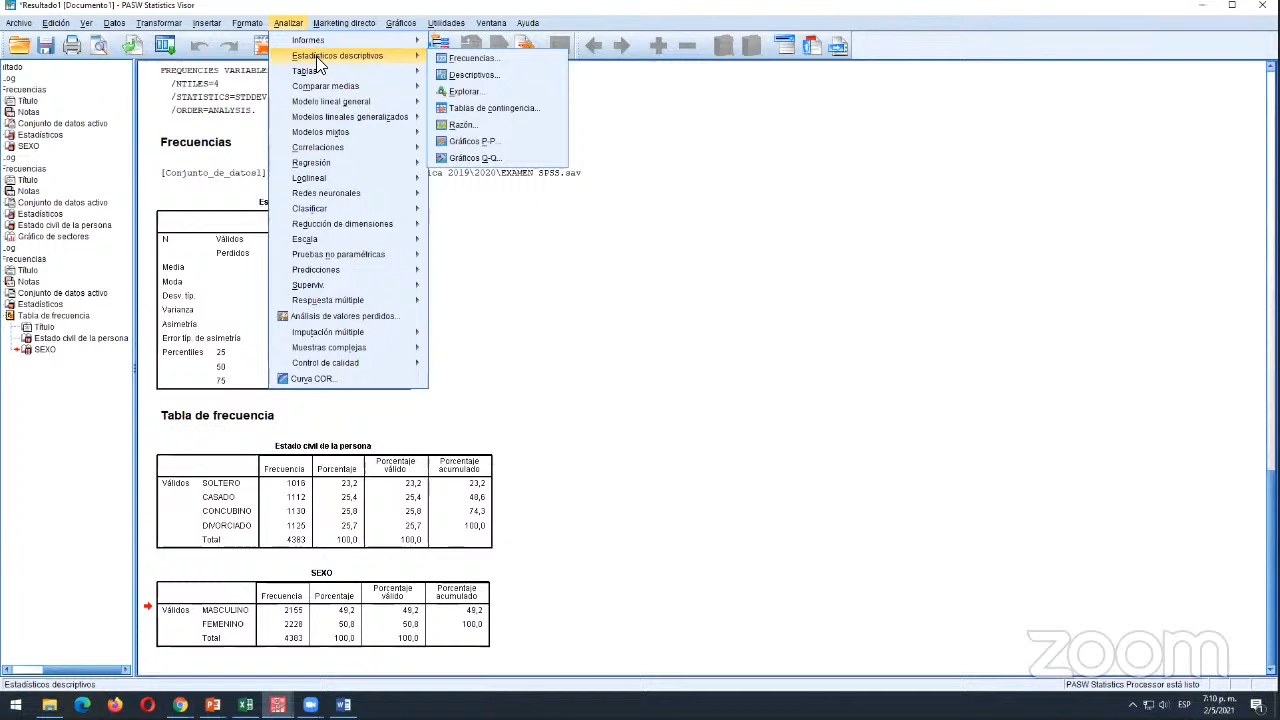 *Resultado1 [Documento1] - PASW Statistics Visor
Archivo Edición Ver Datos Transformar Insertar Formato Analizar Marketing directo Gráficos Utilidades Ventana Ayuda
Informes
Estadísticos descriptivos
Tablas
Comparar medias
Modelo lineal general
Modelos lineales generalizados
Modelos mixtos
Correlaciones
Regresión
Loglineal
Redes neuronales
Clasificar
Reducción de dimensiones
Escala
Pruebas no paramétricas
Predicciones
Superviv.
Respuesta múltiple
Análisis de valores perdidos...
Imputación múltiple
Muestras complejas
Control de calidad
Curva COR...
Frecuencias...
Descriptivos...
Explorar...
Tablas de contingencia...
Razón...
Gráficos P-P...
Gráficos Q-Q...
ltado
Log
Frecuencias
Título
Notas
Conjunto de datos activo
Estadísticos
SEXO
Log
Frecuencias
Título
Notas
Conjunto de datos activo
Estadísticos
Estado civil de la persona
Gráfico de sectores
Log
Frecuencias
Título
Notas
Conjunto de datos activo
Estadísticos
Tabla de frecuencia
Título
Estado civil de la persona
SEXO
FREQUENCIES VARIABLE
/NTILES=4
/STATISTICS=STDDEV
/ORDER=ANALYSIS.
Frecuencias
[Conjunto_de_datos1] ica 2019\2020\EXAMEN SPSS.sav
Es
N Válidos
Perdidos
Media
Moda
Desv. típ.
Varianza
Asimetría
Error típ. de asimetría
Percentiles 25
50
75
Tabla de frecuencia
Estado civil de la persona
Frecuencia Porcentaje Porcentaje válido Porcentaje acumulado
Válidos SOLTERO 1016 23,2 23,2 23,2
CASADO 1112 25,4 25,4 48,6
CONCUBINO 1130 25,8 25,8 74,3
DIVORCIADO 1125 25,7 25,7 100,0
Total 4383 100,0 100,0
SEXO
Frecuencia Porcentaje Porcentaje válido Porcentaje acumulado
Válidos MASCULINO 2155 49,2 49,2 49,2
FEMENINO 2228 50,8 50,8 100,0
Total 4383 100,0 100,0
zoom
Estadísticos descriptivos
PASW Statistics Processor está listo
ESP
7:10 p. m.
2/5/2021